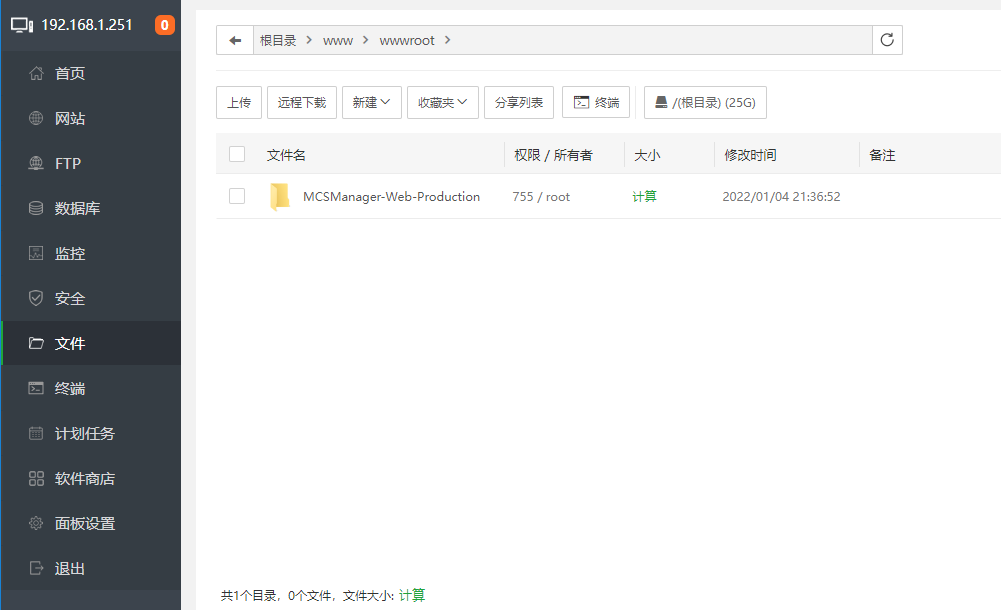 192.168.1.251 0
首页
网站
FTP
数据库
监控
安全
文件
终端
计划任务
软件商店
面板设置
退出
根目录 www wwwroot
上传 远程下载 新建 收藏夹 分享列表 终端 /(根目录) (25G)
文件名 权限 / 所有者 大小 修改时间 备注
MCSManager-Web-Production 755 / root 计算 2022/01/04 21:36:52
共1个目录，0个文件，文件大小: 计算